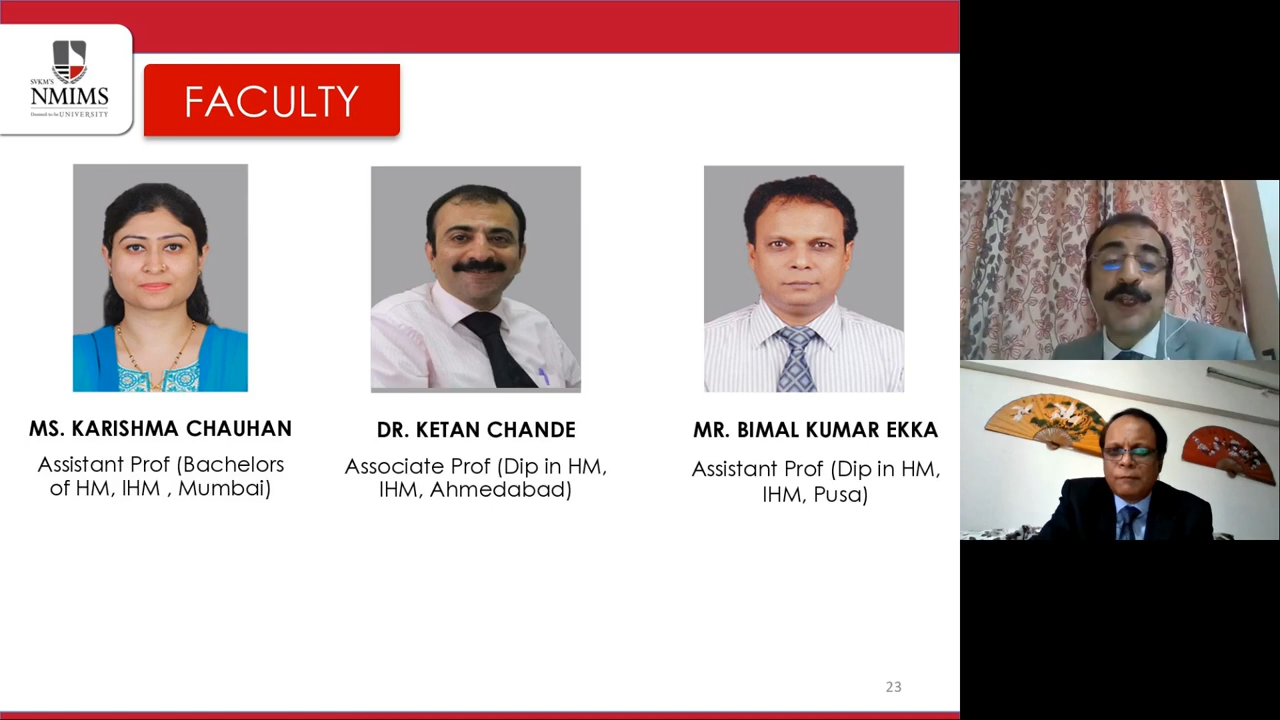 SVKM'S
NMIMS
Deemed-to-be UNIVERSITY
FACULTY
MS. KARISHMA CHAUHAN
Assistant Prof (Bachelors
of HM, IHM , Mumbai)
DR. KETAN CHANDE
Associate Prof (Dip in HM,
IHM, Ahmedabad)
MR. BIMAL KUMAR EKKA
Assistant Prof (Dip in HM,
IHM, Pusa)
23